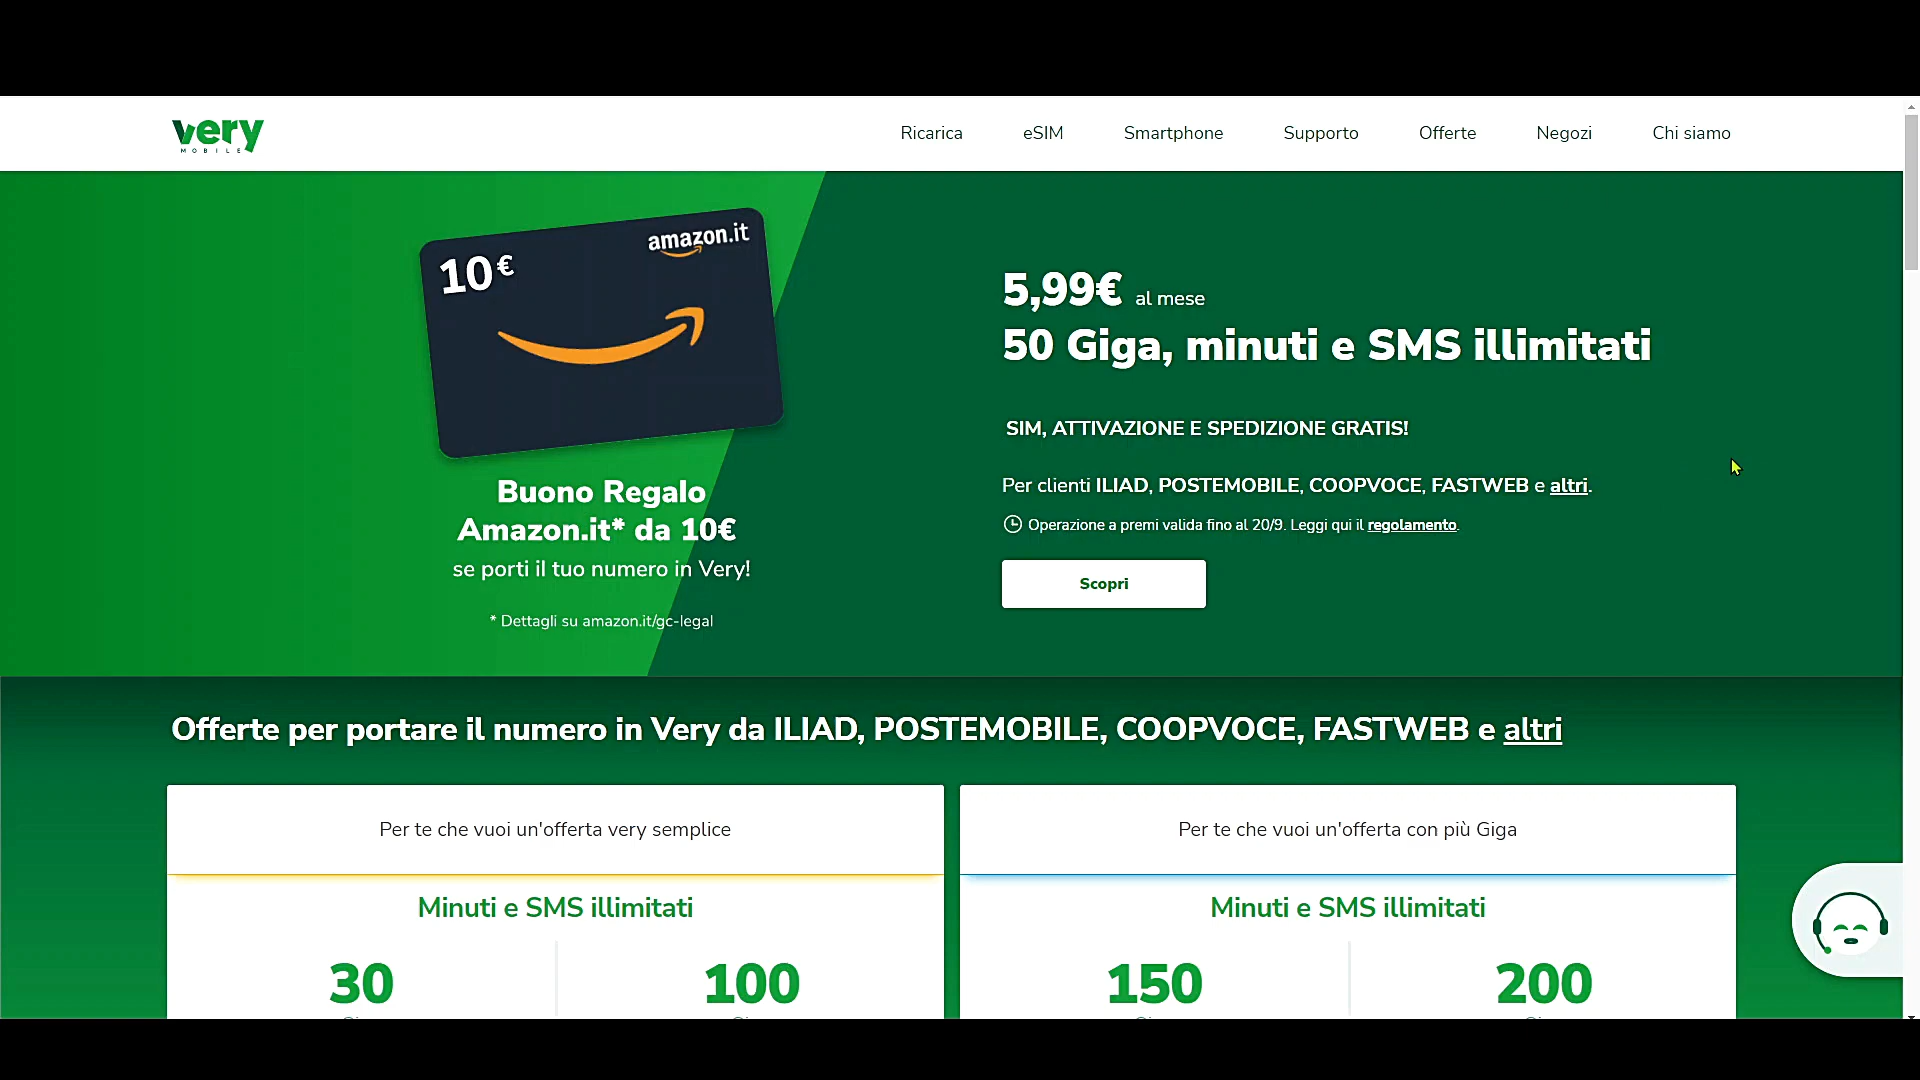 very
MOBILE
Ricarica eSIM Smartphone Supporto Offerte Negozi Chi siamo
10€
amazon.it
Buono Regalo
Amazon.it* da 10€
se porti il tuo numero in Very!
* Dettagli su amazon.it/gc-legal
5,99€ al mese
50 Giga, minuti e SMS illimitati
SIM, ATTIVAZIONE E SPEDIZIONE GRATIS!
Per clienti ILIAD, POSTEMOBILE, COOPVOCE, FASTWEB e altri.
Operazione a premi valida fino al 20/9. Leggi qui il regolamento.
Scopri
Offerte per portare il numero in Very da ILIAD, POSTEMOBILE, COOPVOCE, FASTWEB e altri
Per te che vuoi un'offerta very semplice
Minuti e SMS illimitati
30 100
Per te che vuoi un'offerta con più Giga
Minuti e SMS illimitati
150 200